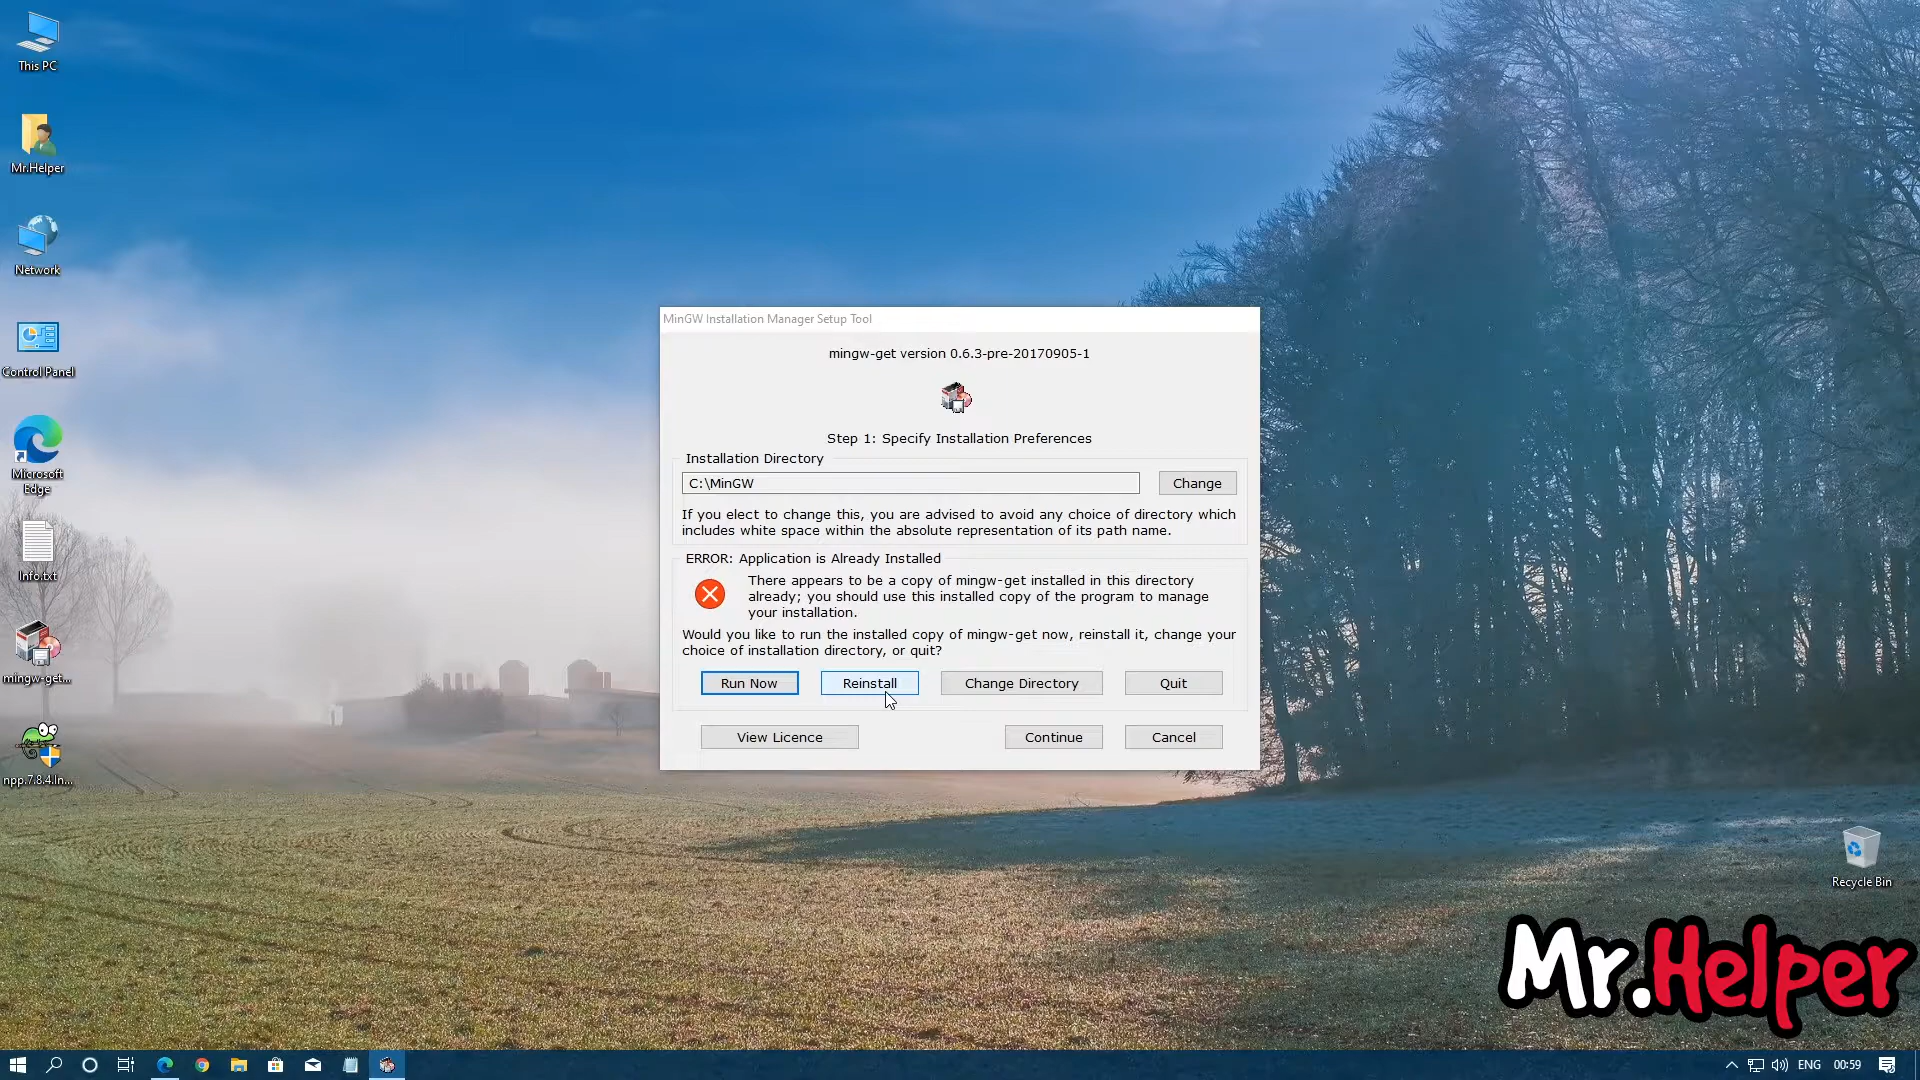 This PC
Mr.Helper
Network
Control Panel
Microsoft
Edge
Info.txt
mingw-get...
npp.7.8.4.In...
MinGW Installation Manager Setup Tool
mingw-get version 0.6.3-pre-20170905-1
Step 1: Specify Installation Preferences
Installation Directory
C:\MinGW
Change
If you elect to change this, you are advised to avoid any choice of directory which
includes white space within the absolute representation of its path name.
ERROR: Application is Already Installed
There appears to be a copy of mingw-get installed in this directory
already; you should use this installed copy of the program to manage
your installation.
Would you like to run the installed copy of mingw-get now, reinstall it, change your
choice of installation directory, or quit?
Run Now
Reinstall
Change Directory
Quit
View Licence
Continue
Cancel
Recycle Bin
Mr.Helper
ENG
00:59